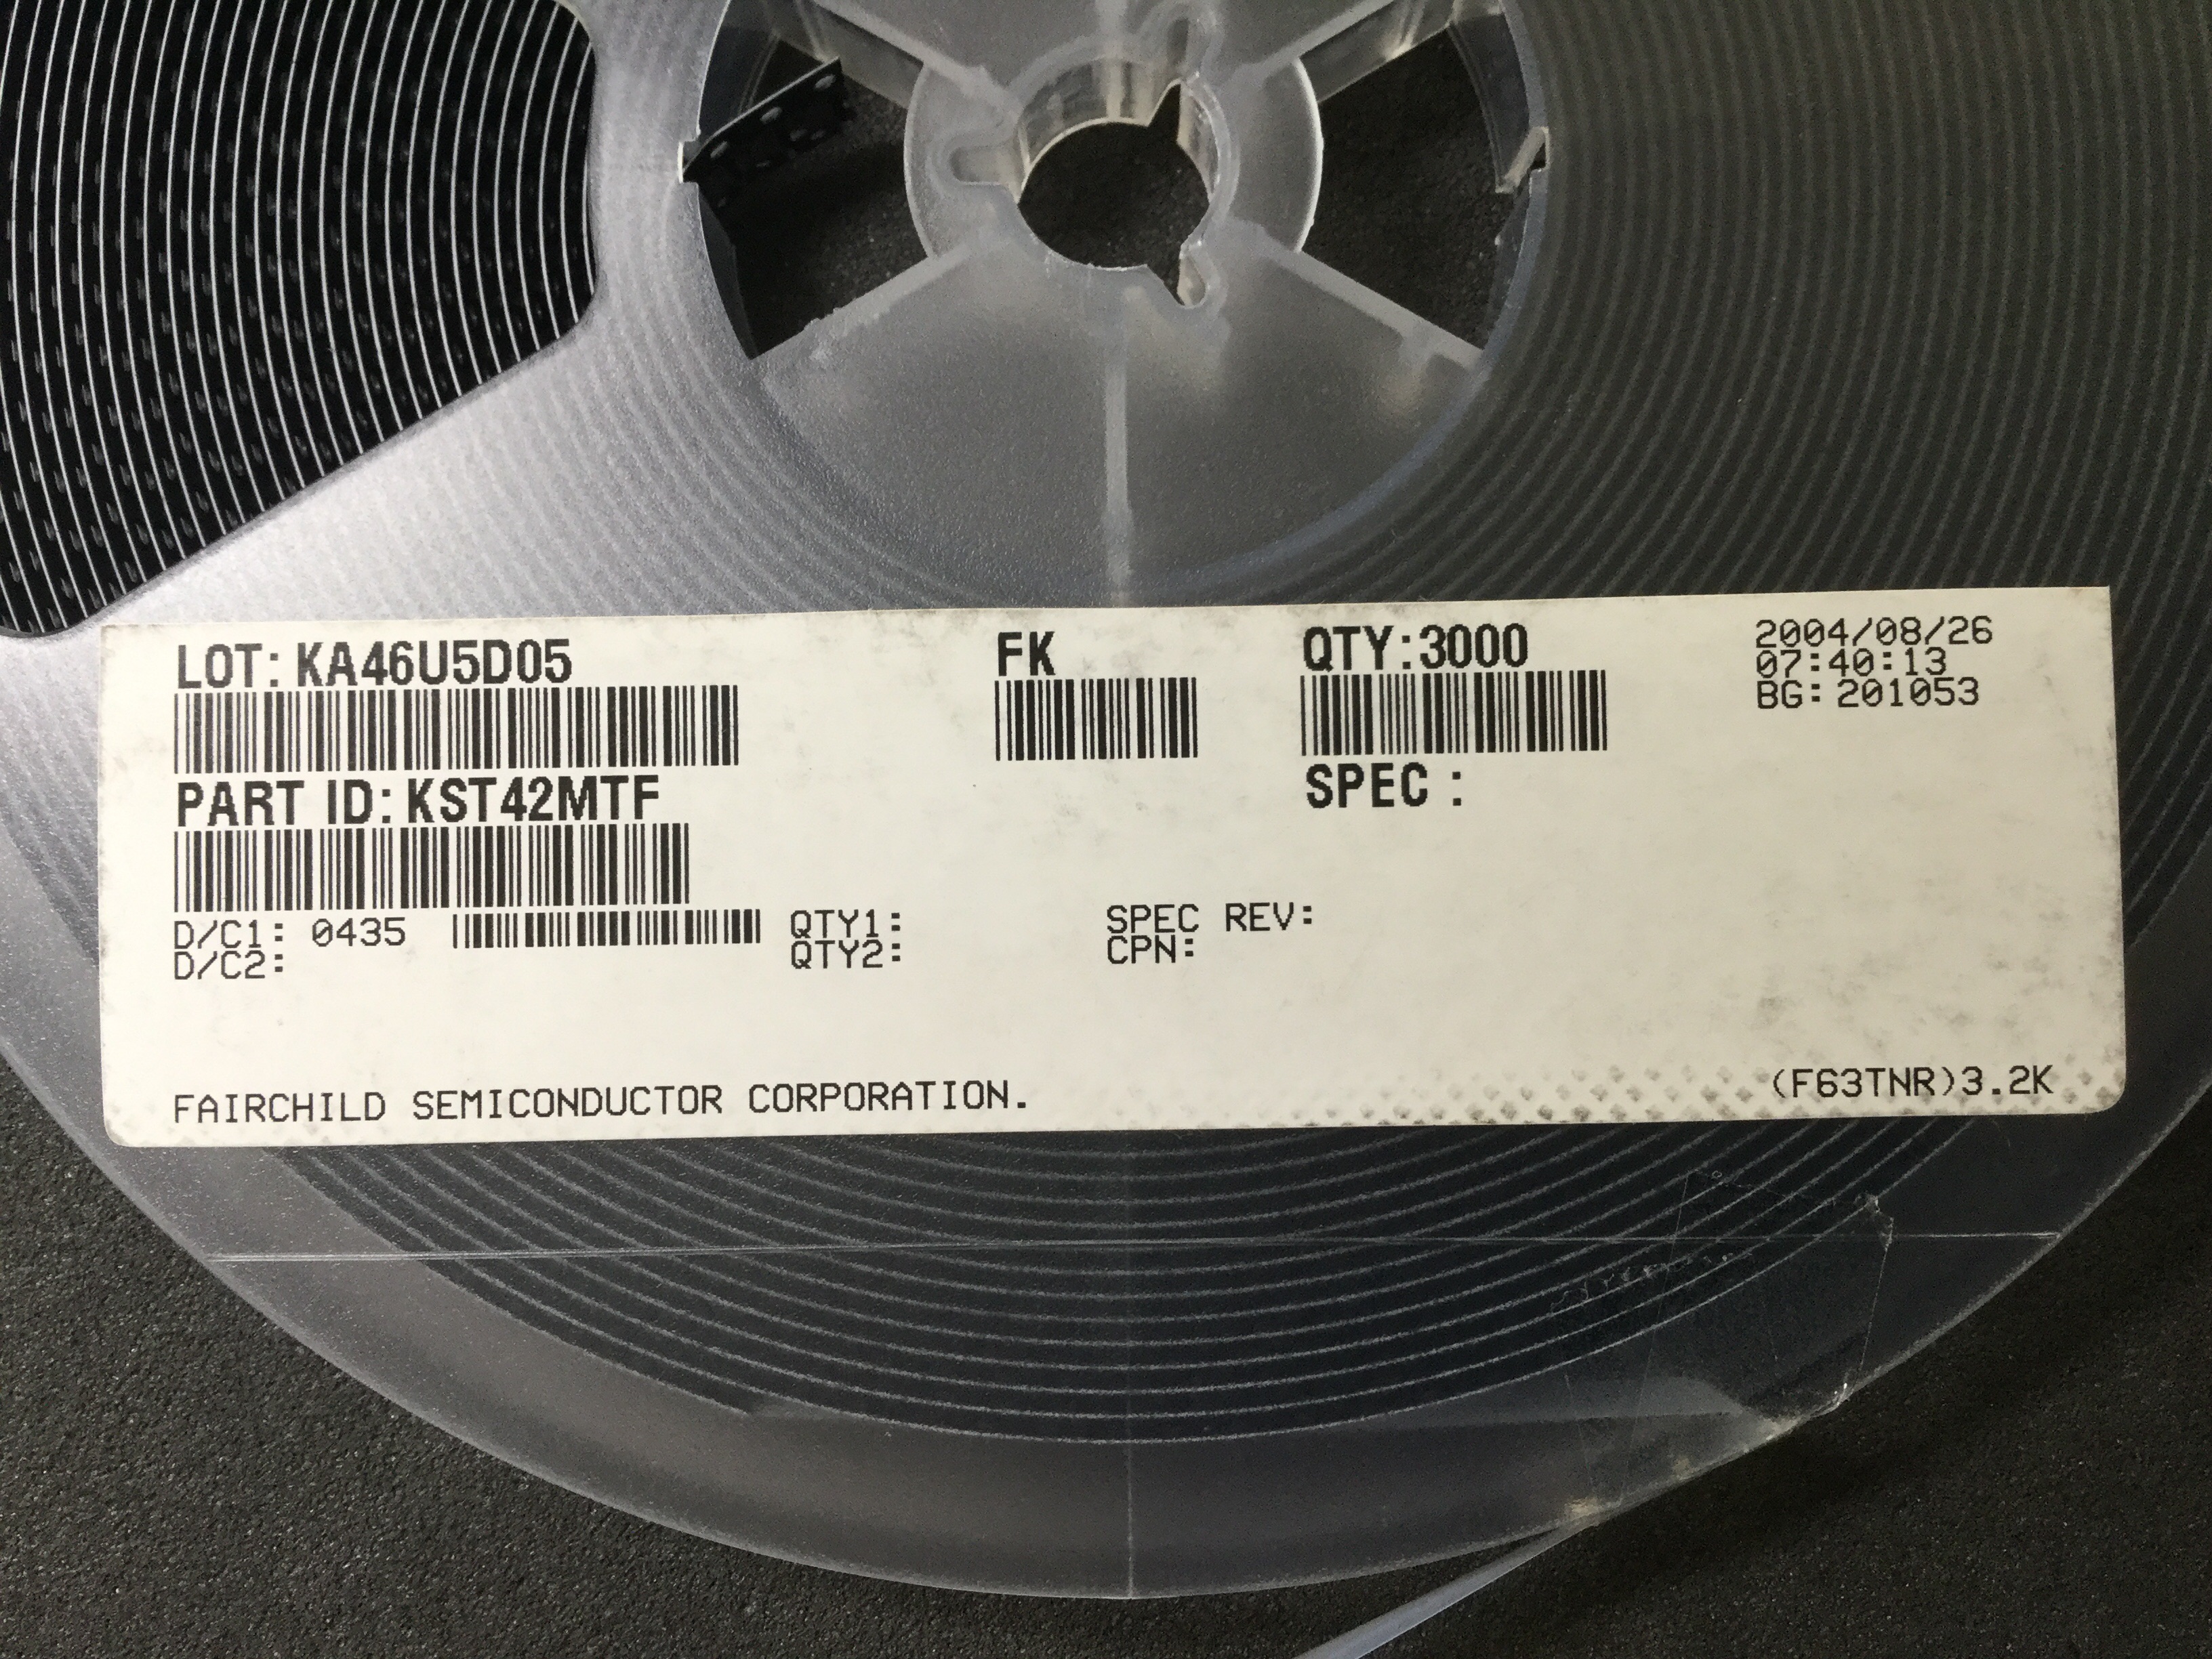 LOT: KA46U5D05
FK
QTY:3000
2004/08/26
07:40:13
BG: 201053
PART ID: KST42MTF
SPEC :
D/C1: 0435
D/C2:
QTY1:
QTY2:
SPEC REV:
CPN:
FAIRCHILD SEMICONDUCTOR CORPORATION.
(F63TNR)3.2K